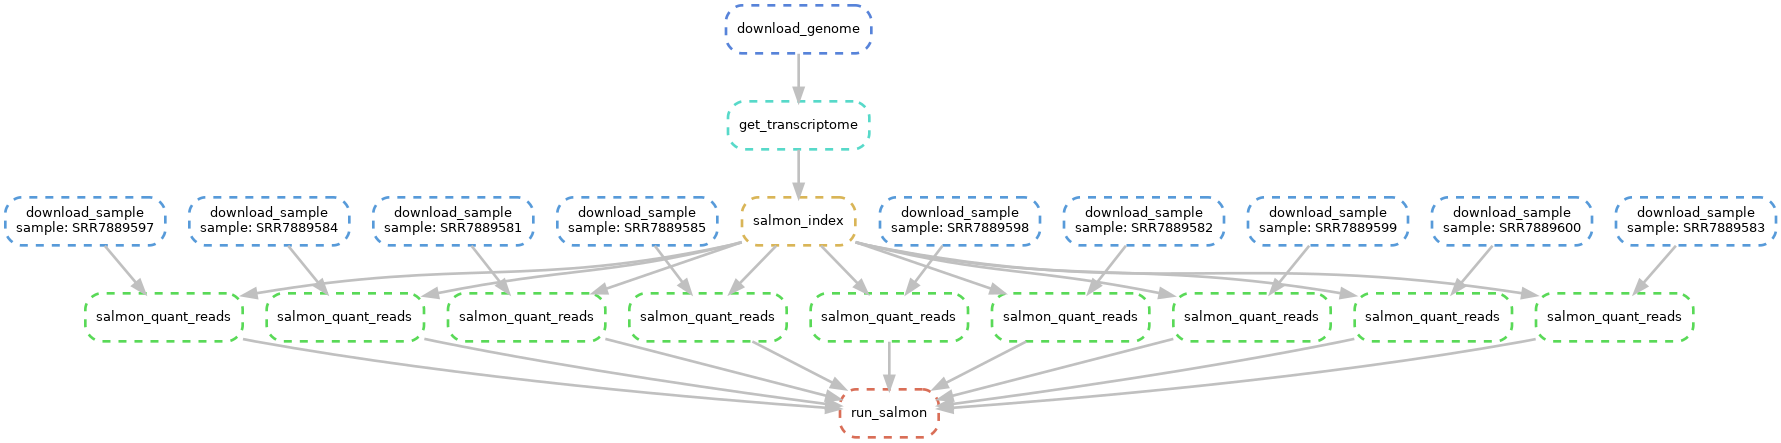 download_genome
get_transcriptome
download_sample
sample: SRR7889597
download_sample
sample: SRR7889584
download_sample
sample: SRR7889581
download_sample
sample: SRR7889585
salmon_index
download_sample
sample: SRR7889598
download_sample
sample: SRR7889582
download_sample
sample: SRR7889599
download_sample
sample: SRR7889600
download_sample
sample: SRR7889583
salmon_quant_reads
salmon_quant_reads
salmon_quant_reads
salmon_quant_reads
salmon_quant_reads
salmon_quant_reads
salmon_quant_reads
salmon_quant_reads
salmon_quant_reads
run_salmon